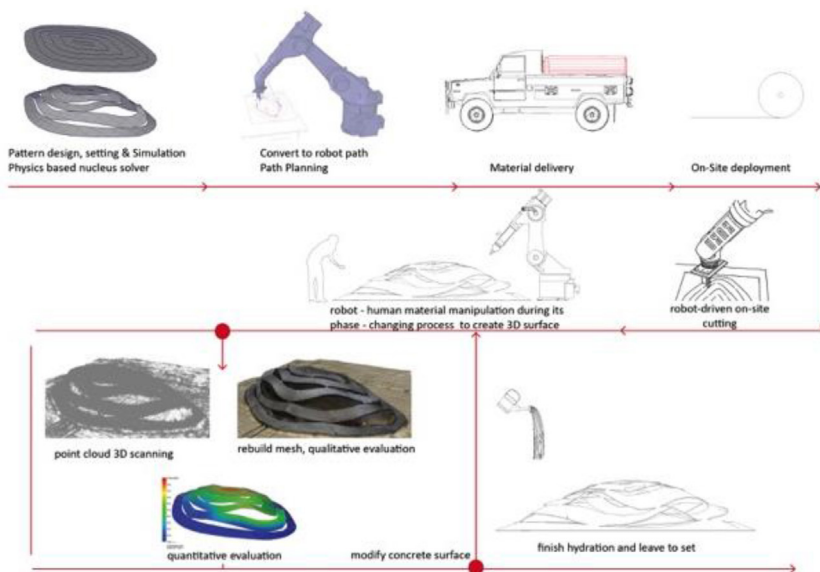 Pattern design, setting & Simulation
Physics based nucleus solver
Convert to robot path
Path Planning
Material delivery
On-Site deployment
robot - human material manipulation during its
phase - changing process to create 3D surface
robot-driven on-site
cutting
point cloud 3D scanning
rebuild mesh, qualitative evaluation
quantitative evaluation
modify concrete surface
finish hydration and leave to set